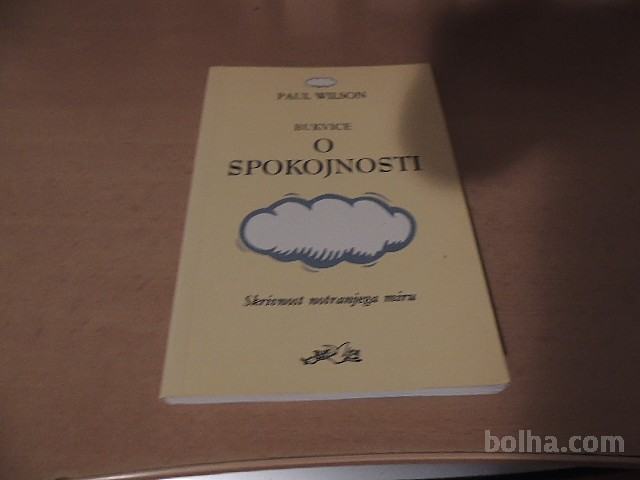 PAUL WILSON
BUKVICE
O
SPOKOJNOSTI
Skrivnost notranjega miru
bolha.com